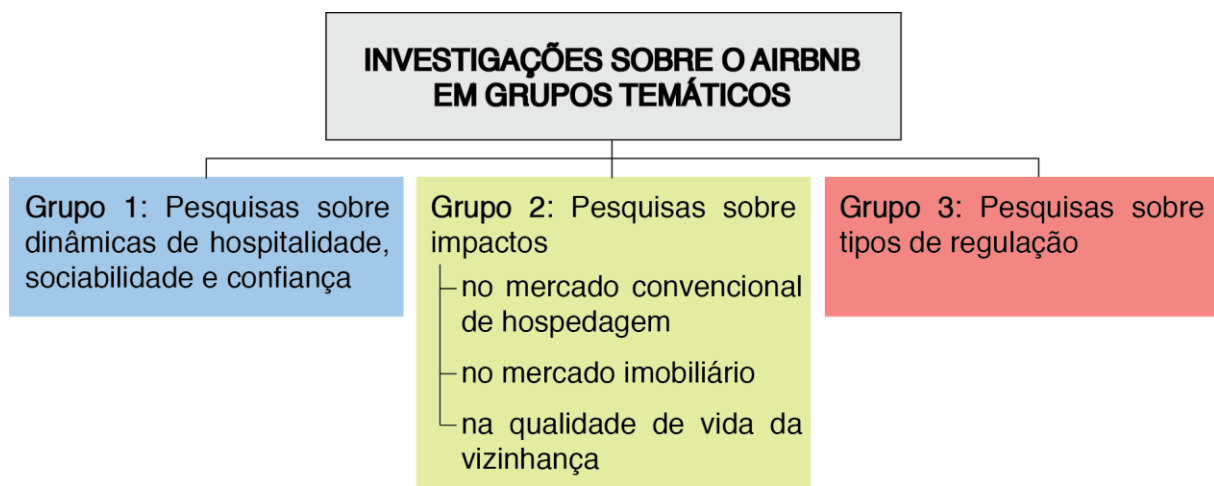 INVESTIGAÇÕES SOBRE O AIRBNB
EM GRUPOS TEMÁTICOS
Grupo 1: Pesquisas sobre
dinâmicas de hospitalidade,
sociabilidade e confiança
Grupo 2: Pesquisas sobre
impactos
no mercado convencional
de hospedagem
no mercado imobiliário
na qualidade de vida da
vizinhança
Grupo 3: Pesquisas sobre
tipos de regulação